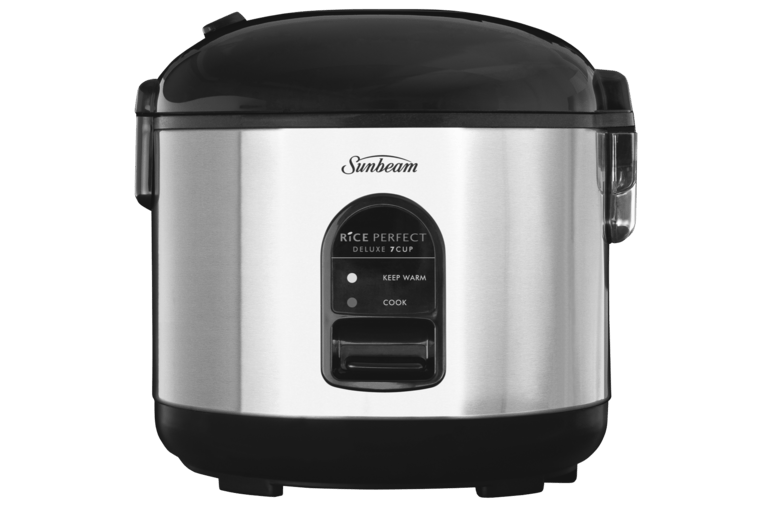 Sunbeam
RICE PERFECT
DELUXE 7CUP
KEEP WARM
COOK